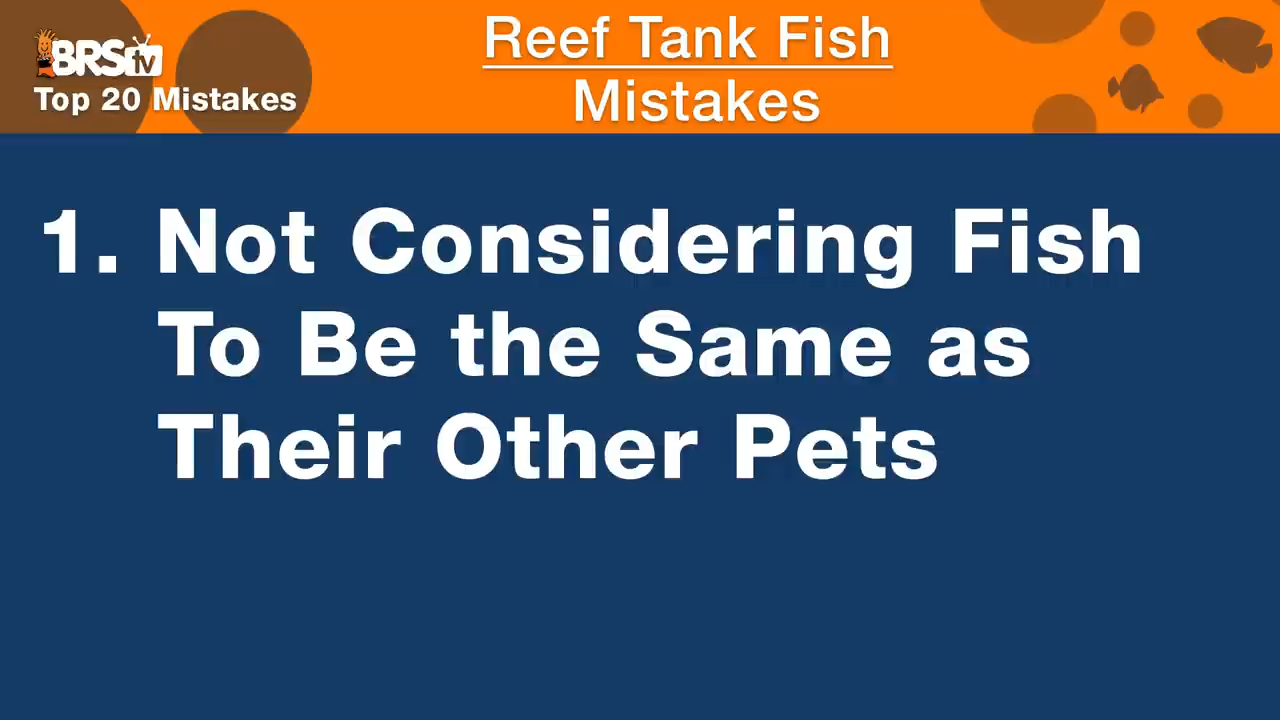 BRStv
Top 20 Mistakes
Reef Tank Fish
Mistakes
1. Not Considering Fish
To Be the Same as
Their Other Pets